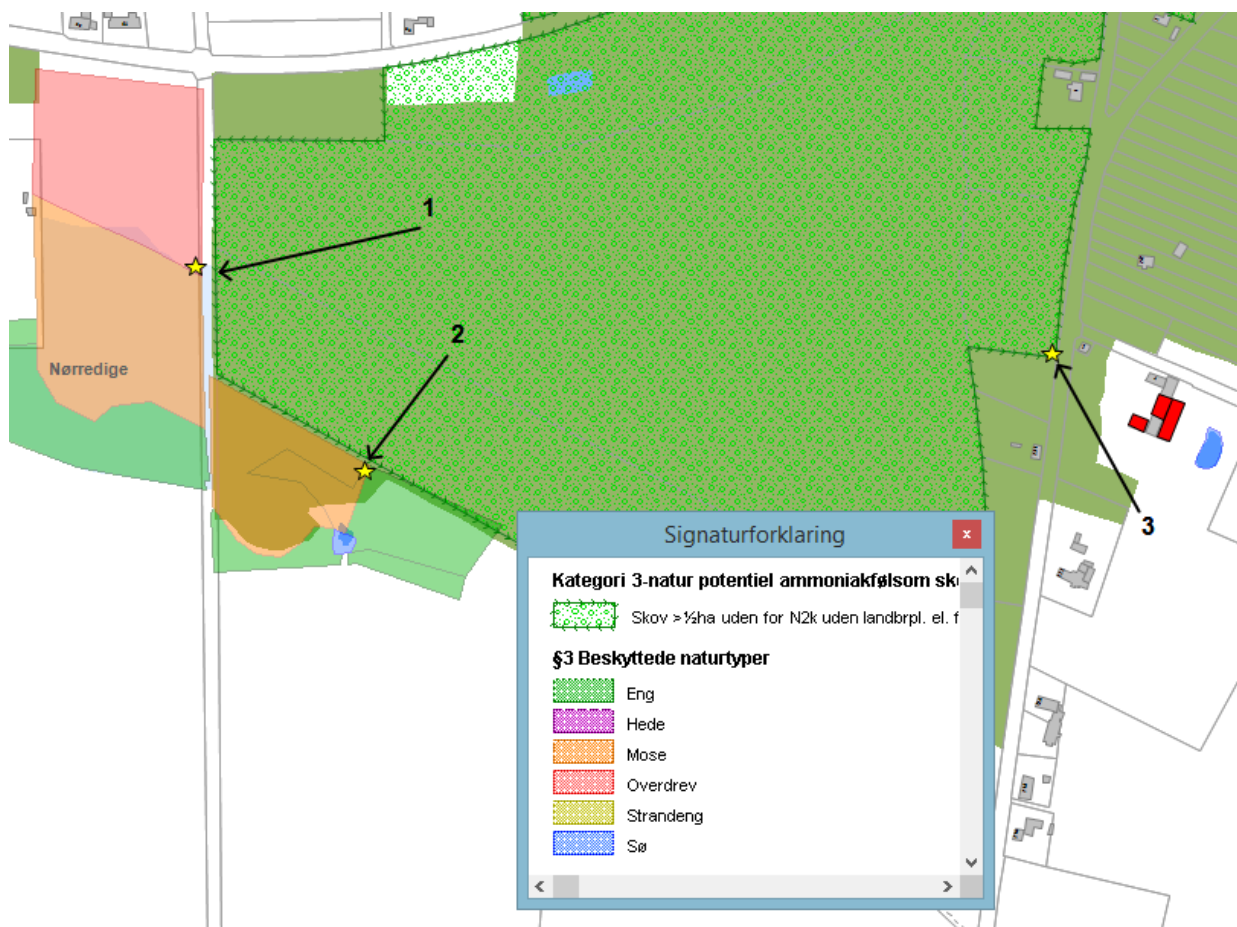 1
2
Nørredige
3
Signaturforklaring
x
Kategori 3-natur potentiel ammoniakfølsom sk
Skov >½ha uden for N2k uden landbrpl. el. f
§3 Beskyttede naturtyper
Eng
Hede
Mose
Overdrev
Strandeng
Sø